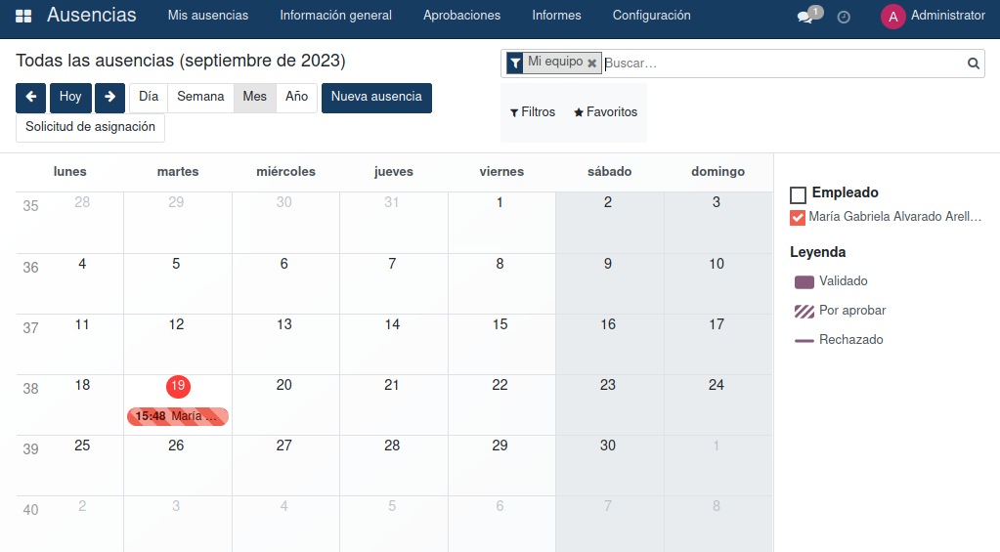 Ausencias Mis ausencias Información general Aprobaciones Informes Configuración 1 A Administrator
Todas las ausencias (septiembre de 2023)
Mi equipo Buscar...
Hoy Día Semana Mes Año Nueva ausencia
Solicitud de asignación
Filtros Favoritos
lunes martes miércoles jueves viernes sábado domingo
35 28 29 30 31 1 2 3
36 4 5 6 7 8 9 10
37 11 12 13 14 15 16 17
38 18 19 20 21 22 23 24
15:48 María ...
39 25 26 27 28 29 30 1
40 2 3 4 5 6 7 8
Empleado
María Gabriela Alvarado Arell...
Leyenda
Validado
Por aprobar
Rechazado